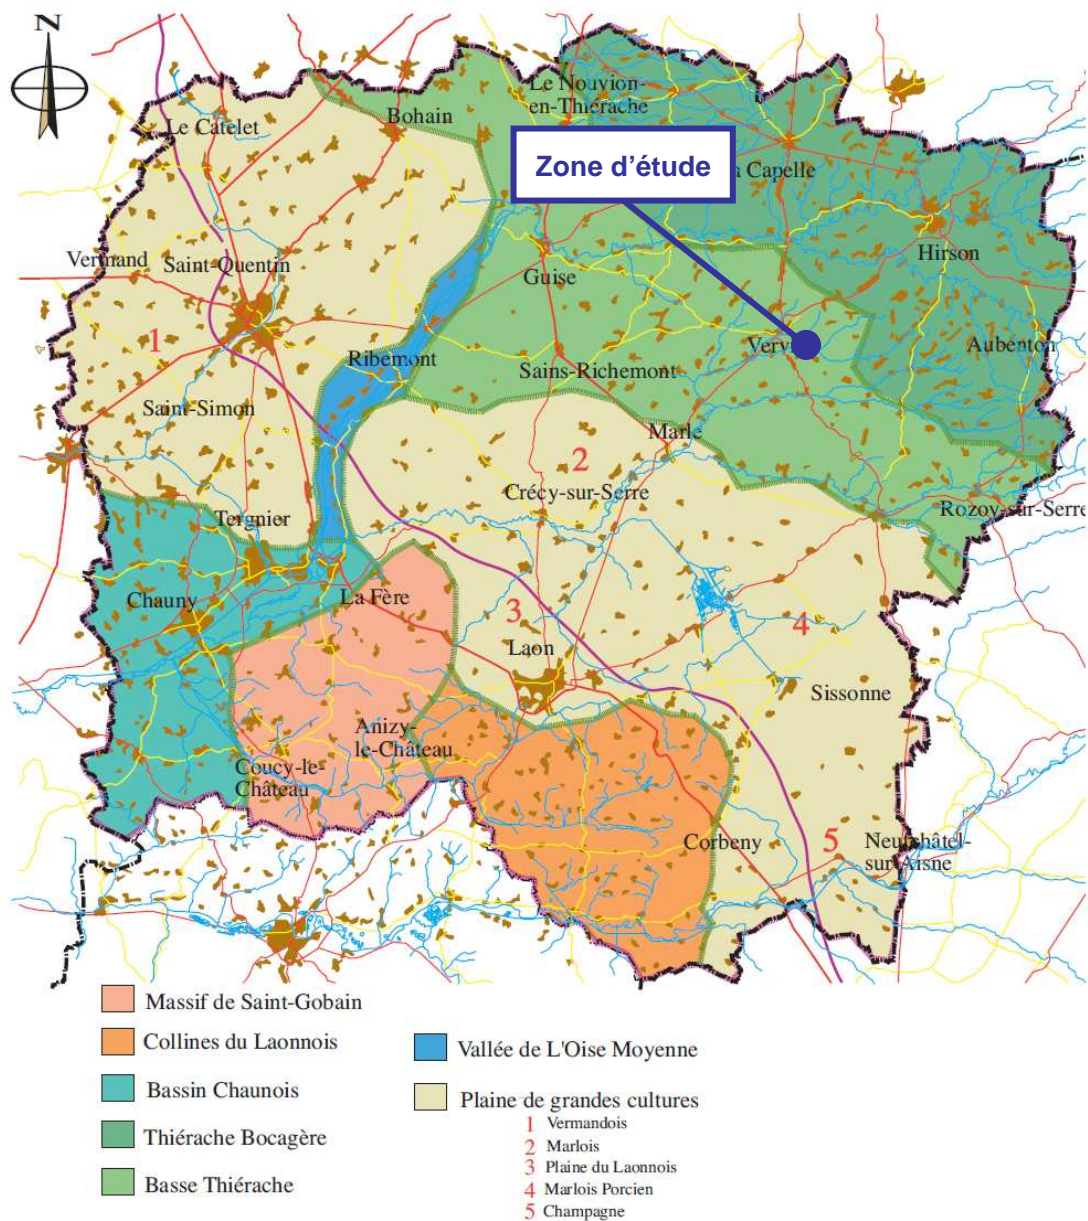 N
Le Nouvion-
en-Thiérache
Bohain
Le Catelet
Zone d'étude
a Capelle
Vermand
Saint-Quentin
Hirson
Guise
1
Verv
Aubenton
Ribemont
Sains-Richemont
Saint-Simon
Marle
2
Crécy-sur-Serre
Rozoy-sur-Serre
Tergnier
La Fère
Chauny
3
4
Laon
Sissonne
Anizy-
le-Château
Coucy-le-
Château
Corbeny
5
Neufchâtel-
sur-Aisne
Massif de Saint-Gobain
Collines du Laonnois
Bassin Chaunois
Thiérache Bocagère
Basse Thiérache
Vallée de L'Oise Moyenne
Plaine de grandes cultures
1 Vermandois
2 Marlois
3 Plaine du Laonnois
4 Marlois Porcien
5 Champagne